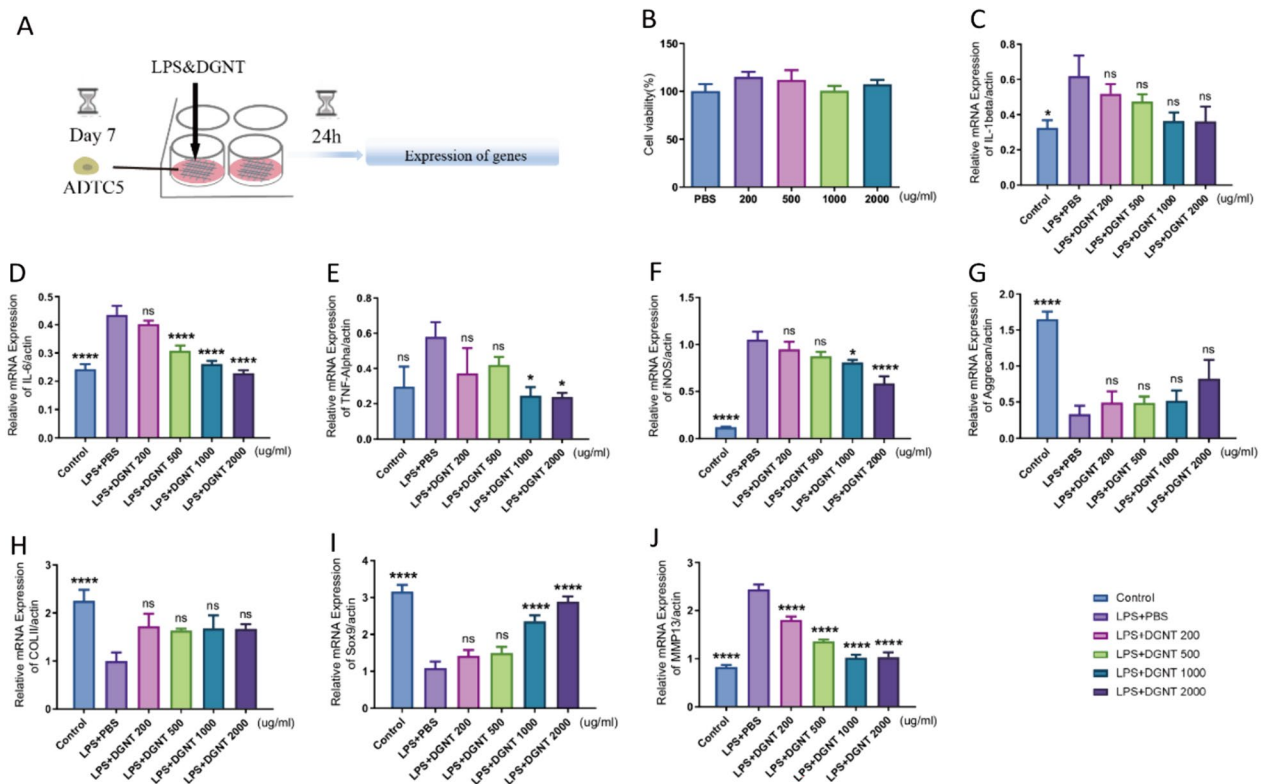 A
LPS&DGNT
Day 7
24h
ADTC5
Expression of genes
B
Cell viability(%)
150
100
50
0
PBS 200 500 1000 2000 (ug/ml)
C
Relative mRNA Expression
of IL-1beta/actin
0.8
0.6
0.4
0.2
0.0
* ns ns ns ns
Control LPS+PBS LPS+DGNT 200 LPS+DGNT 500 LPS+DGNT 1000 LPS+DGNT 2000 (ug/ml)
D
Relative mRNA Expression
of IL-6/actin
0.5
0.4
0.3
0.2
0.1
0.0
**** ns **** **** ****
Control LPS+PBS LPS+DGNT 200 LPS+DGNT 500 LPS+DGNT 1000 LPS+DGNT 2000 (ug/ml)
E
Relative mRNA Expression
of TNF-Alpha/actin
0.8
0.6
0.4
0.2
0.0
ns ns ns * *
Control LPS+PBS LPS+DGNT 200 LPS+DGNT 500 LPS+DGNT 1000 LPS+DGNT 2000 (ug/ml)
F
Relative mRNA Expression
of iNOS/actin
1.5
1.0
0.5
0.0
**** ns ns * ****
Control LPS+PBS LPS+DGNT 200 LPS+DGNT 500 LPS+DGNT 1000 LPS+DGNT 2000 (ug/ml)
G
Relative mRNA Expression
of Aggrecan/actin
2.0
1.5
1.0
0.5
0.0
**** ns ns ns ns
Control LPS+PBS LPS+DGNT 200 LPS+DGNT 500 LPS+DGNT 1000 LPS+DGNT 2000 (ug/ml)
H
Relative mRNA Expression
of COLII/actin
3
2
1
0
**** ns ns ns ns
Control LPS+PBS LPS+DGNT 200 LPS+DGNT 500 LPS+DGNT 1000 LPS+DGNT 2000 (ug/ml)
I
Relative mRNA Expression
of Sox9/actin
4
3
2
1
0
**** ns ns **** ****
Control LPS+PBS LPS+DGNT 200 LPS+DGNT 500 LPS+DGNT 1000 LPS+DGNT 2000 (ug/ml)
J
Relative mRNA Expression
of MMP13/actin
3
2
1
0
**** **** **** **** ****
Control LPS+PBS LPS+DGNT 200 LPS+DGNT 500 LPS+DGNT 1000 LPS+DGNT 2000 (ug/ml)
Control
LPS+PBS
LPS+DGNT 200
LPS+DGNT 500
LPS+DGNT 1000
LPS+DGNT 2000